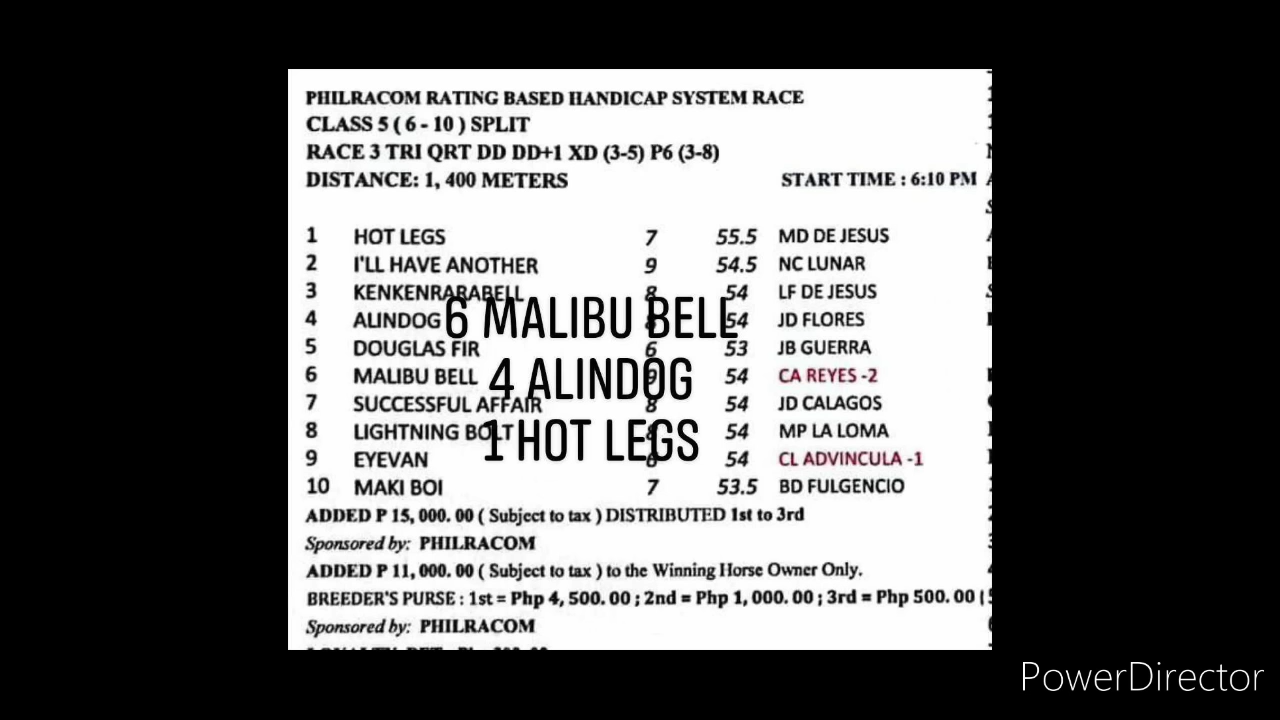 PHILRACOM RATING BASED HANDICAP SYSTEM RACE
CLASS 5 ( 6 - 10 ) SPLIT
RACE 3 TRI QRT DD DD+1 XD (3-5) P6 (3-8)
DISTANCE: 1, 400 METERS START TIME : 6:10 PM
1 HOT LEGS 7 55.5 MD DE JESUS
2 I'LL HAVE ANOTHER 9 54.5 NC LUNAR
3 KENKENRARABELL 8 54 LF DE JESUS
4 ALINDOG 54 JD FLORES
5 DOUGLAS FIR 6 53 JB GUERRA
6 MALIBU BELL 9 54 CA REYES -2
7 SUCCESSFUL AFFAIR 8 54 JD CALAGOS
8 LIGHTNING BOLT 54 MP LA LOMA
9 EYEVAN 54 CL ADVINCULA -1
10 MAKI BOI 7 53.5 BD FULGENCIO
6 MALIBU BELL
4 ALINDOG
1 HOT LEGS
ADDED P 15, 000. 00 ( Subject to tax ) DISTRIBUTED 1st to 3rd
Sponsored by: PHILRACOM
ADDED P 11, 000. 00 ( Subject to tax ) to the Winning Horse Owner Only.
BREEDER'S PURSE : 1st = Php 4, 500. 00 ; 2nd = Php 1, 000. 00 ; 3rd = Php 500. 00 (
Sponsored by: PHILRACOM
PowerDirector